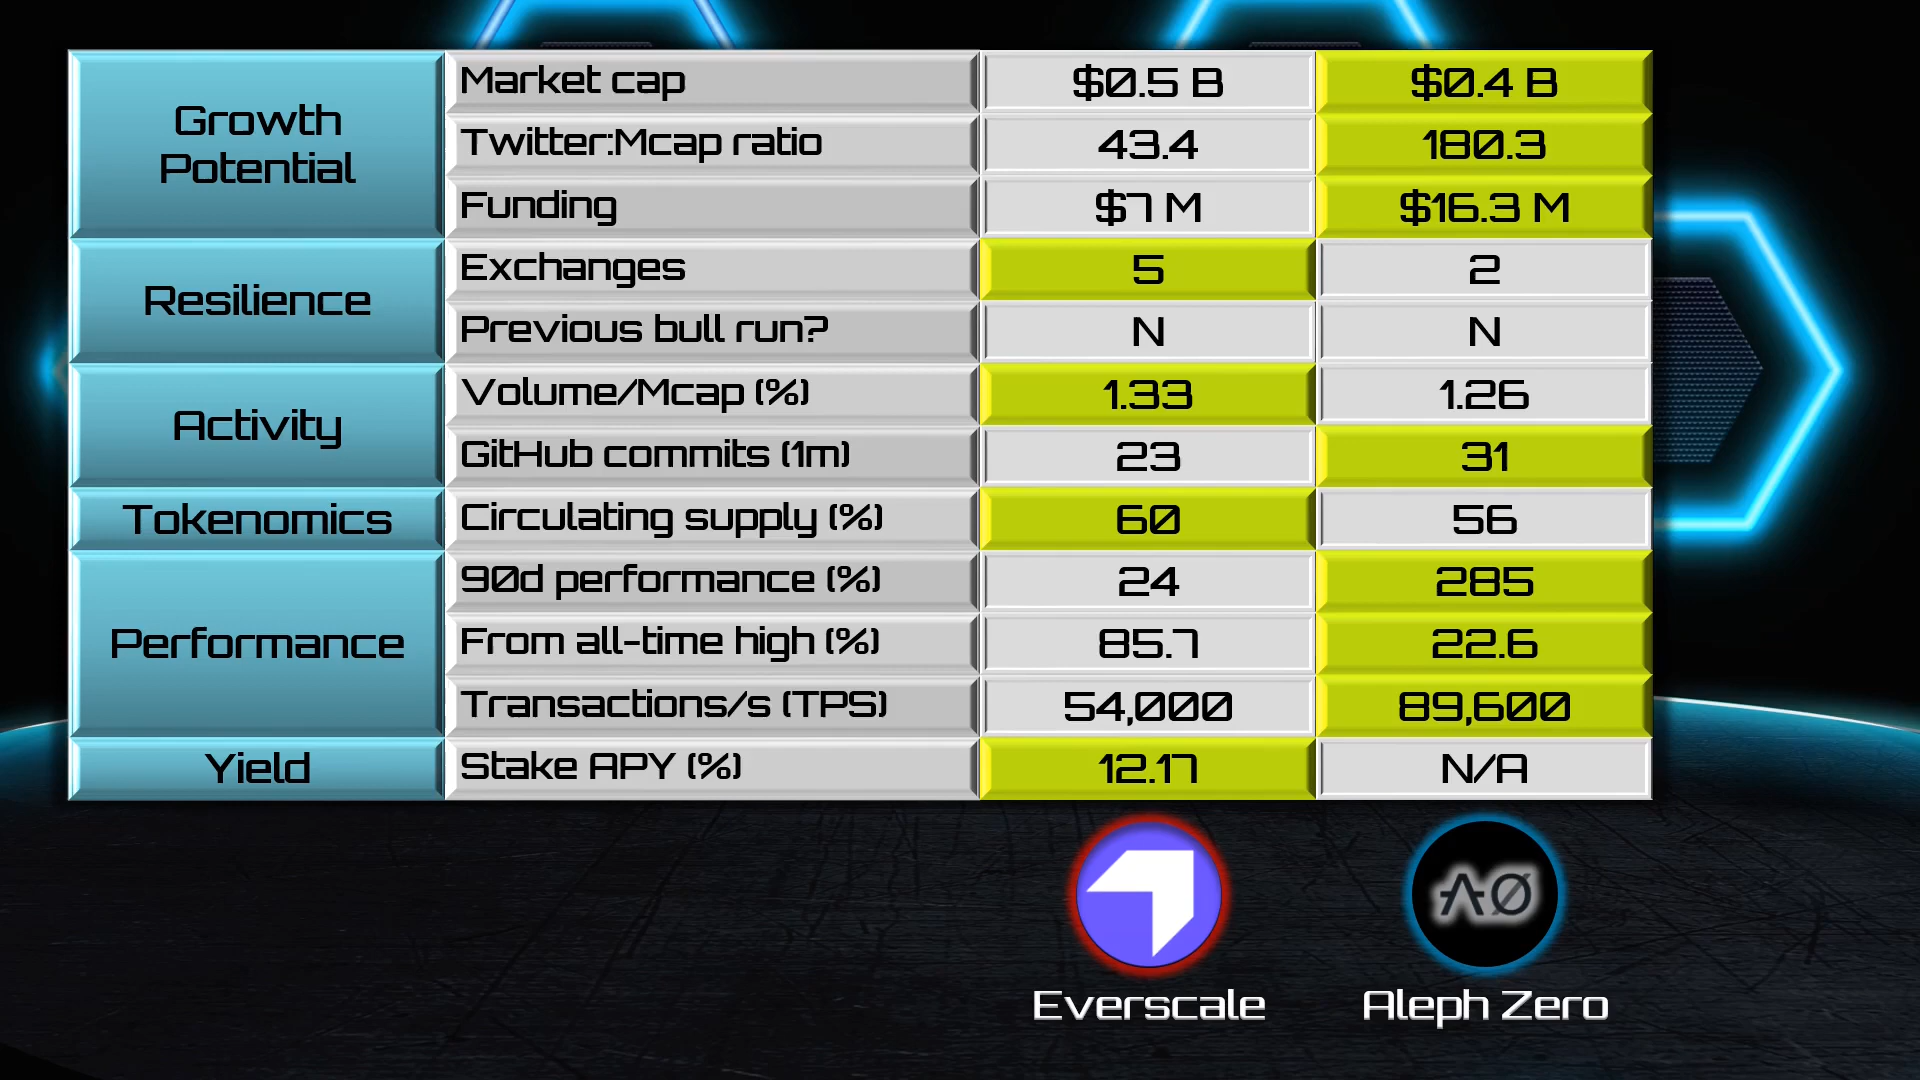 Growth
Potential
Market cap $0.5 B $0.4 B
Twitter:Mcap ratio 43.4 180.3
Funding $7 M $16.3 M
Resilience
Exchanges 5 2
Previous bull run? N N
Activity
Volume/Mcap (%) 1.33 1.26
GitHub commits (1m) 23 31
Tokenomics
Circulating supply (%) 60 56
Performance
90d performance (%) 24 285
From all-time high (%) 85.7 22.6
Transactions/s (TPS) 54,000 89,600
Yield
Stake APY (%) 12.17 N/A
AØ
Everscale Aleph Zero